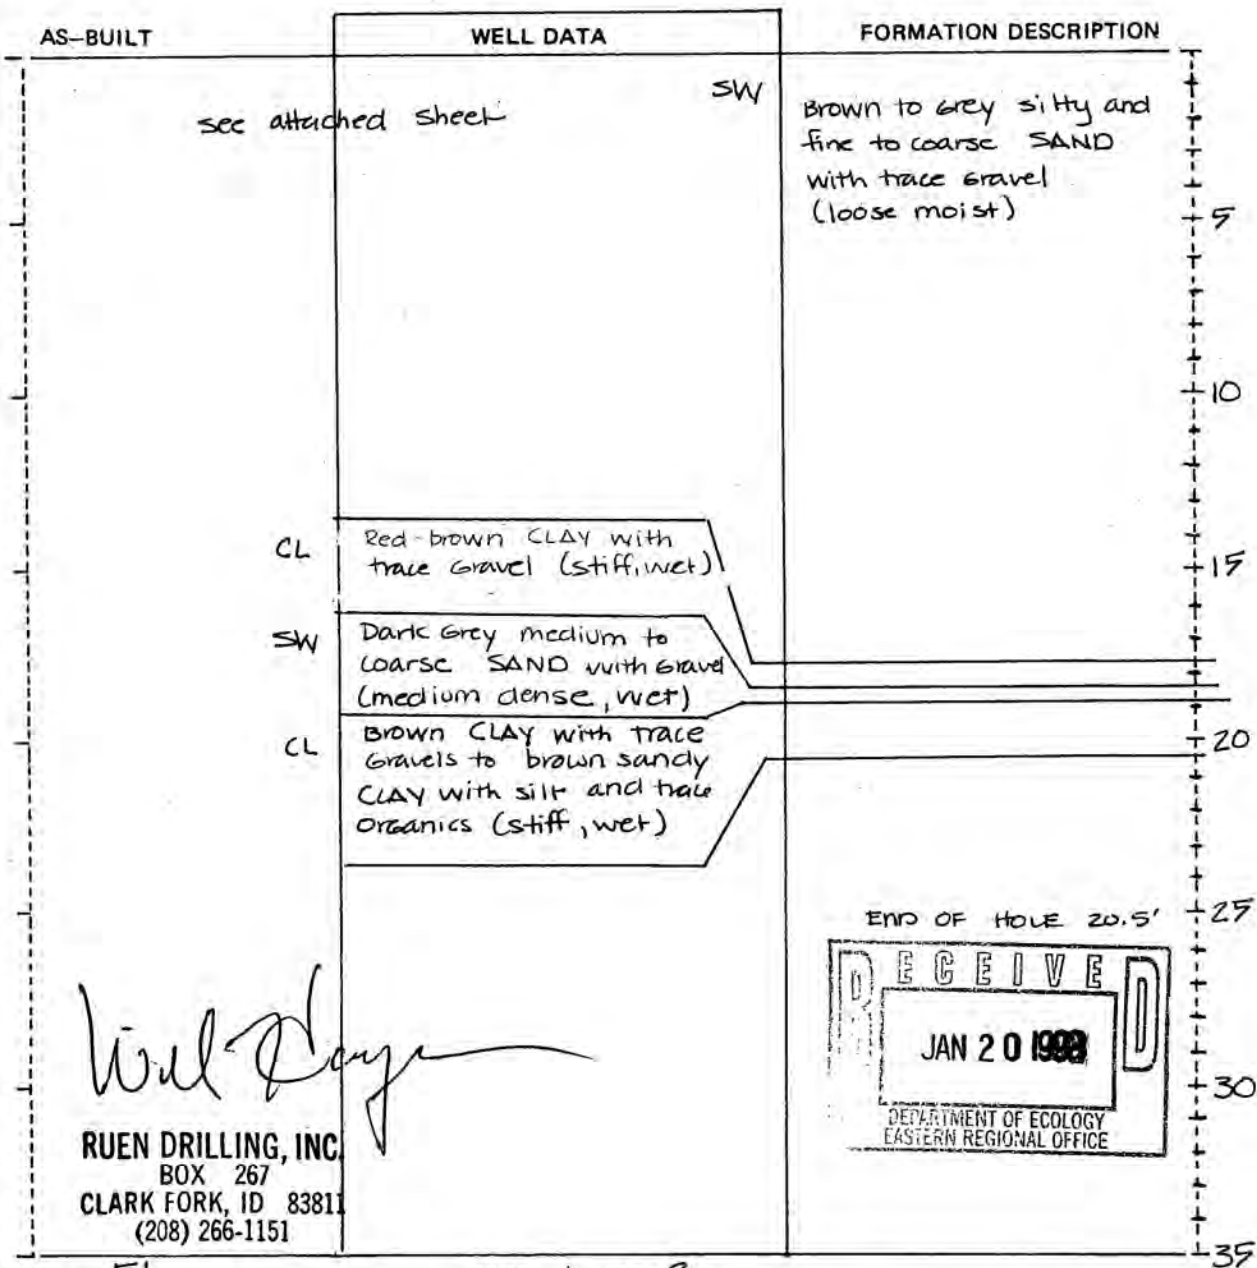 AS-BUILT
WELL DATA
FORMATION DESCRIPTION
see attached sheet
SW
Brown to Grey silty and
fine to coarse SAND
with trace Gravel
(loose moist)
5
10
CL
Red-brown CLAY with
trace Gravel (stiff, wet)
15
SW
Dark Grey medium to
coarse SAND with Gravel
(medium dense, wet)
CL
Brown CLAY with trace
Gravels to brown sandy
CLAY with silt and trace
Organics (stiff, wet)
20
END OF HOLE 20.5'
25
RECEIVED
JAN 20
DEPARTMENT OF ECOLOGY
EASTERN REGIONAL OFFICE
30
RUEN DRILLING, INC.
BOX 267
CLARK FORK, ID 83811
(208) 266-1151
35